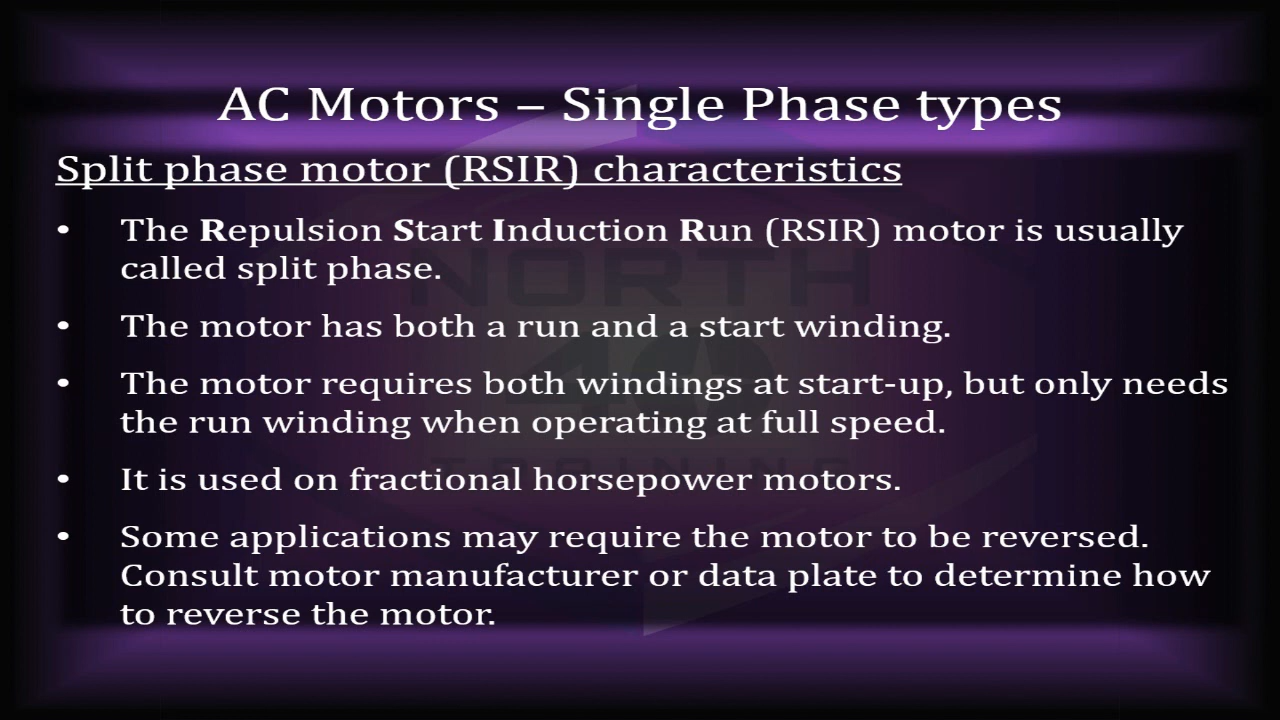 AC Motors – Single Phase types
Split phase motor (RSIR) characteristics
• The Repulsion Start Induction Run (RSIR) motor is usually
called split phase.
• The motor has both a run and a start winding.
• The motor requires both windings at start-up, but only needs
the run winding when operating at full speed.
• It is used on fractional horsepower motors.
• Some applications may require the motor to be reversed.
Consult motor manufacturer or data plate to determine how
to reverse the motor.
NORTH
40
TRAINING